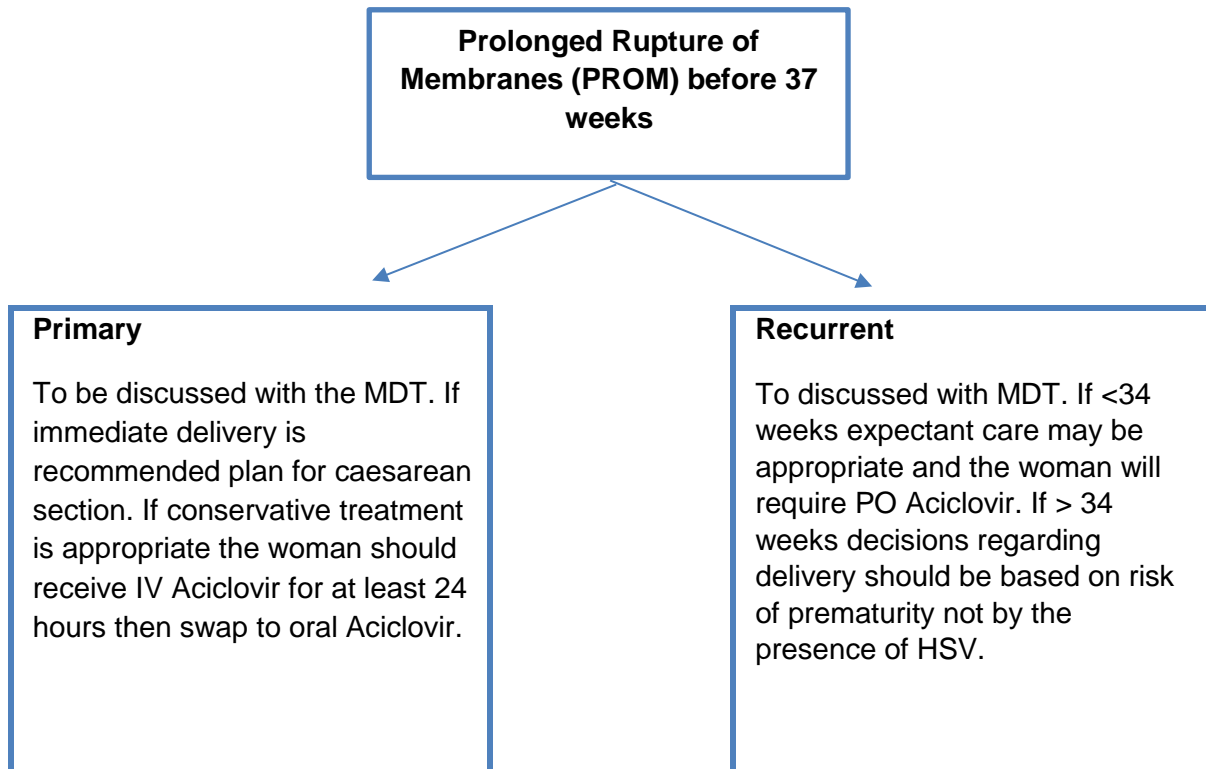 Prolonged Rupture of
Membranes (PROM) before 37
weeks
Primary
To be discussed with the MDT. If
immediate delivery is
recommended plan for caesarean
section. If conservative treatment
is appropriate the woman should
receive IV Aciclovir for at least 24
hours then swap to oral Aciclovir.
Recurrent
To discussed with MDT. If <34
weeks expectant care may be
appropriate and the woman will
require PO Aciclovir. If > 34
weeks decisions regarding
delivery should be based on risk
of prematurity not by the
presence of HSV.